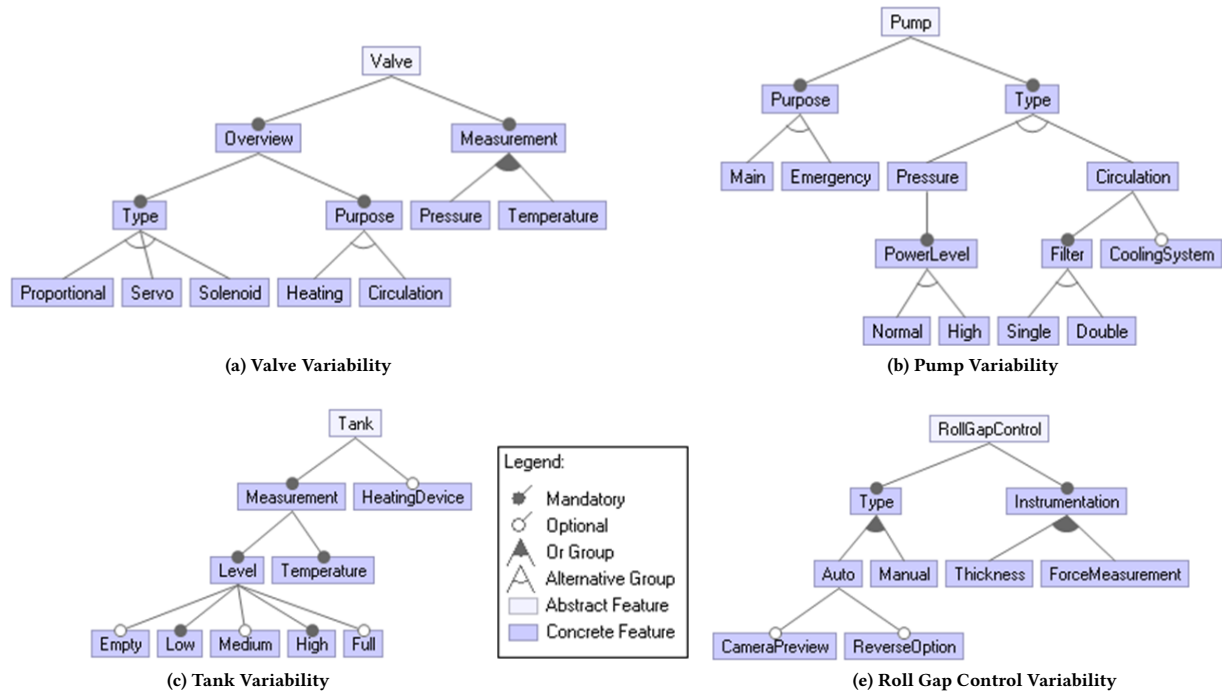 Valve
Overview
Measurement
Type
Purpose
Pressure
Temperature
Proportional
Servo
Solenoid
Heating
Circulation
(a) Valve Variability
Pump
Purpose
Type
Main
Emergency
Pressure
Circulation
PowerLevel
Filter
CoolingSystem
Normal
High
Single
Double
(b) Pump Variability
Tank
Measurement
HeatingDevice
Level
Temperature
Empty
Low
Medium
High
Full
(c) Tank Variability
Legend:
Mandatory
Optional
Or Group
Alternative Group
Abstract Feature
Concrete Feature
RollGapControl
Type
Instrumentation
Auto
Manual
Thickness
ForceMeasurement
CameraPreview
ReverseOption
(e) Roll Gap Control Variability